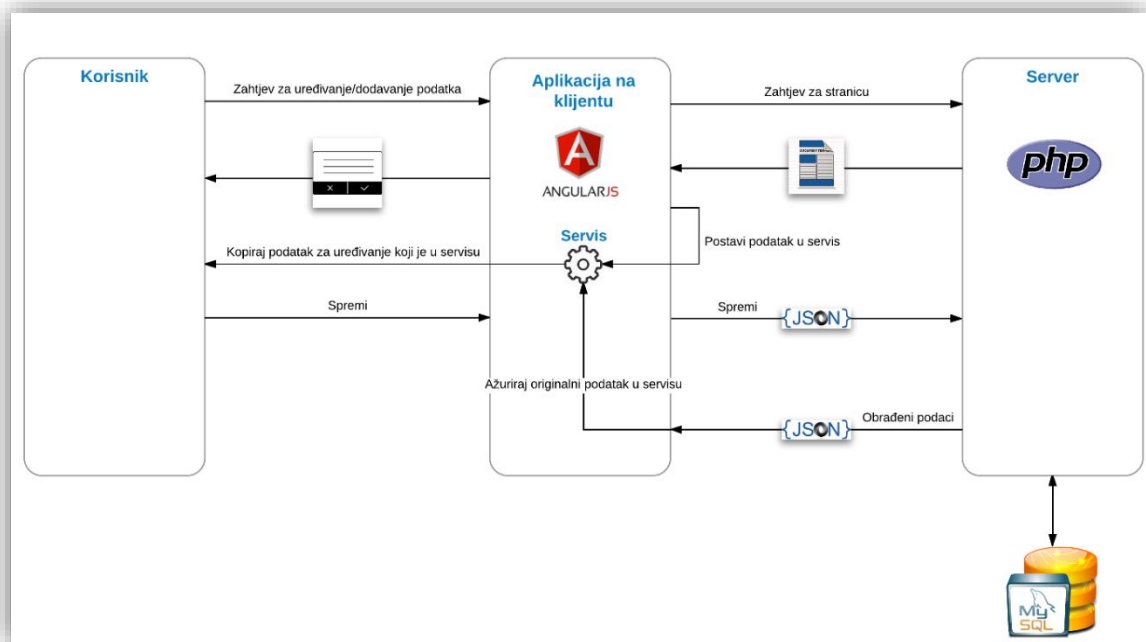 Korisnik
Aplikacija na
klijentu
Server
Zahtjev za uređivanje/dodavanje podatka
Zahtjev za stranicu
ANGULARJS
php
Servis
Postavi podatak u servis
Kopiraj podatak za uređivanje koji je u servisu
Spremi
Spremi
{JSON}
Ažuriraj originalni podatak u servisu
Obrađeni podaci
{JSON}
My
SQL